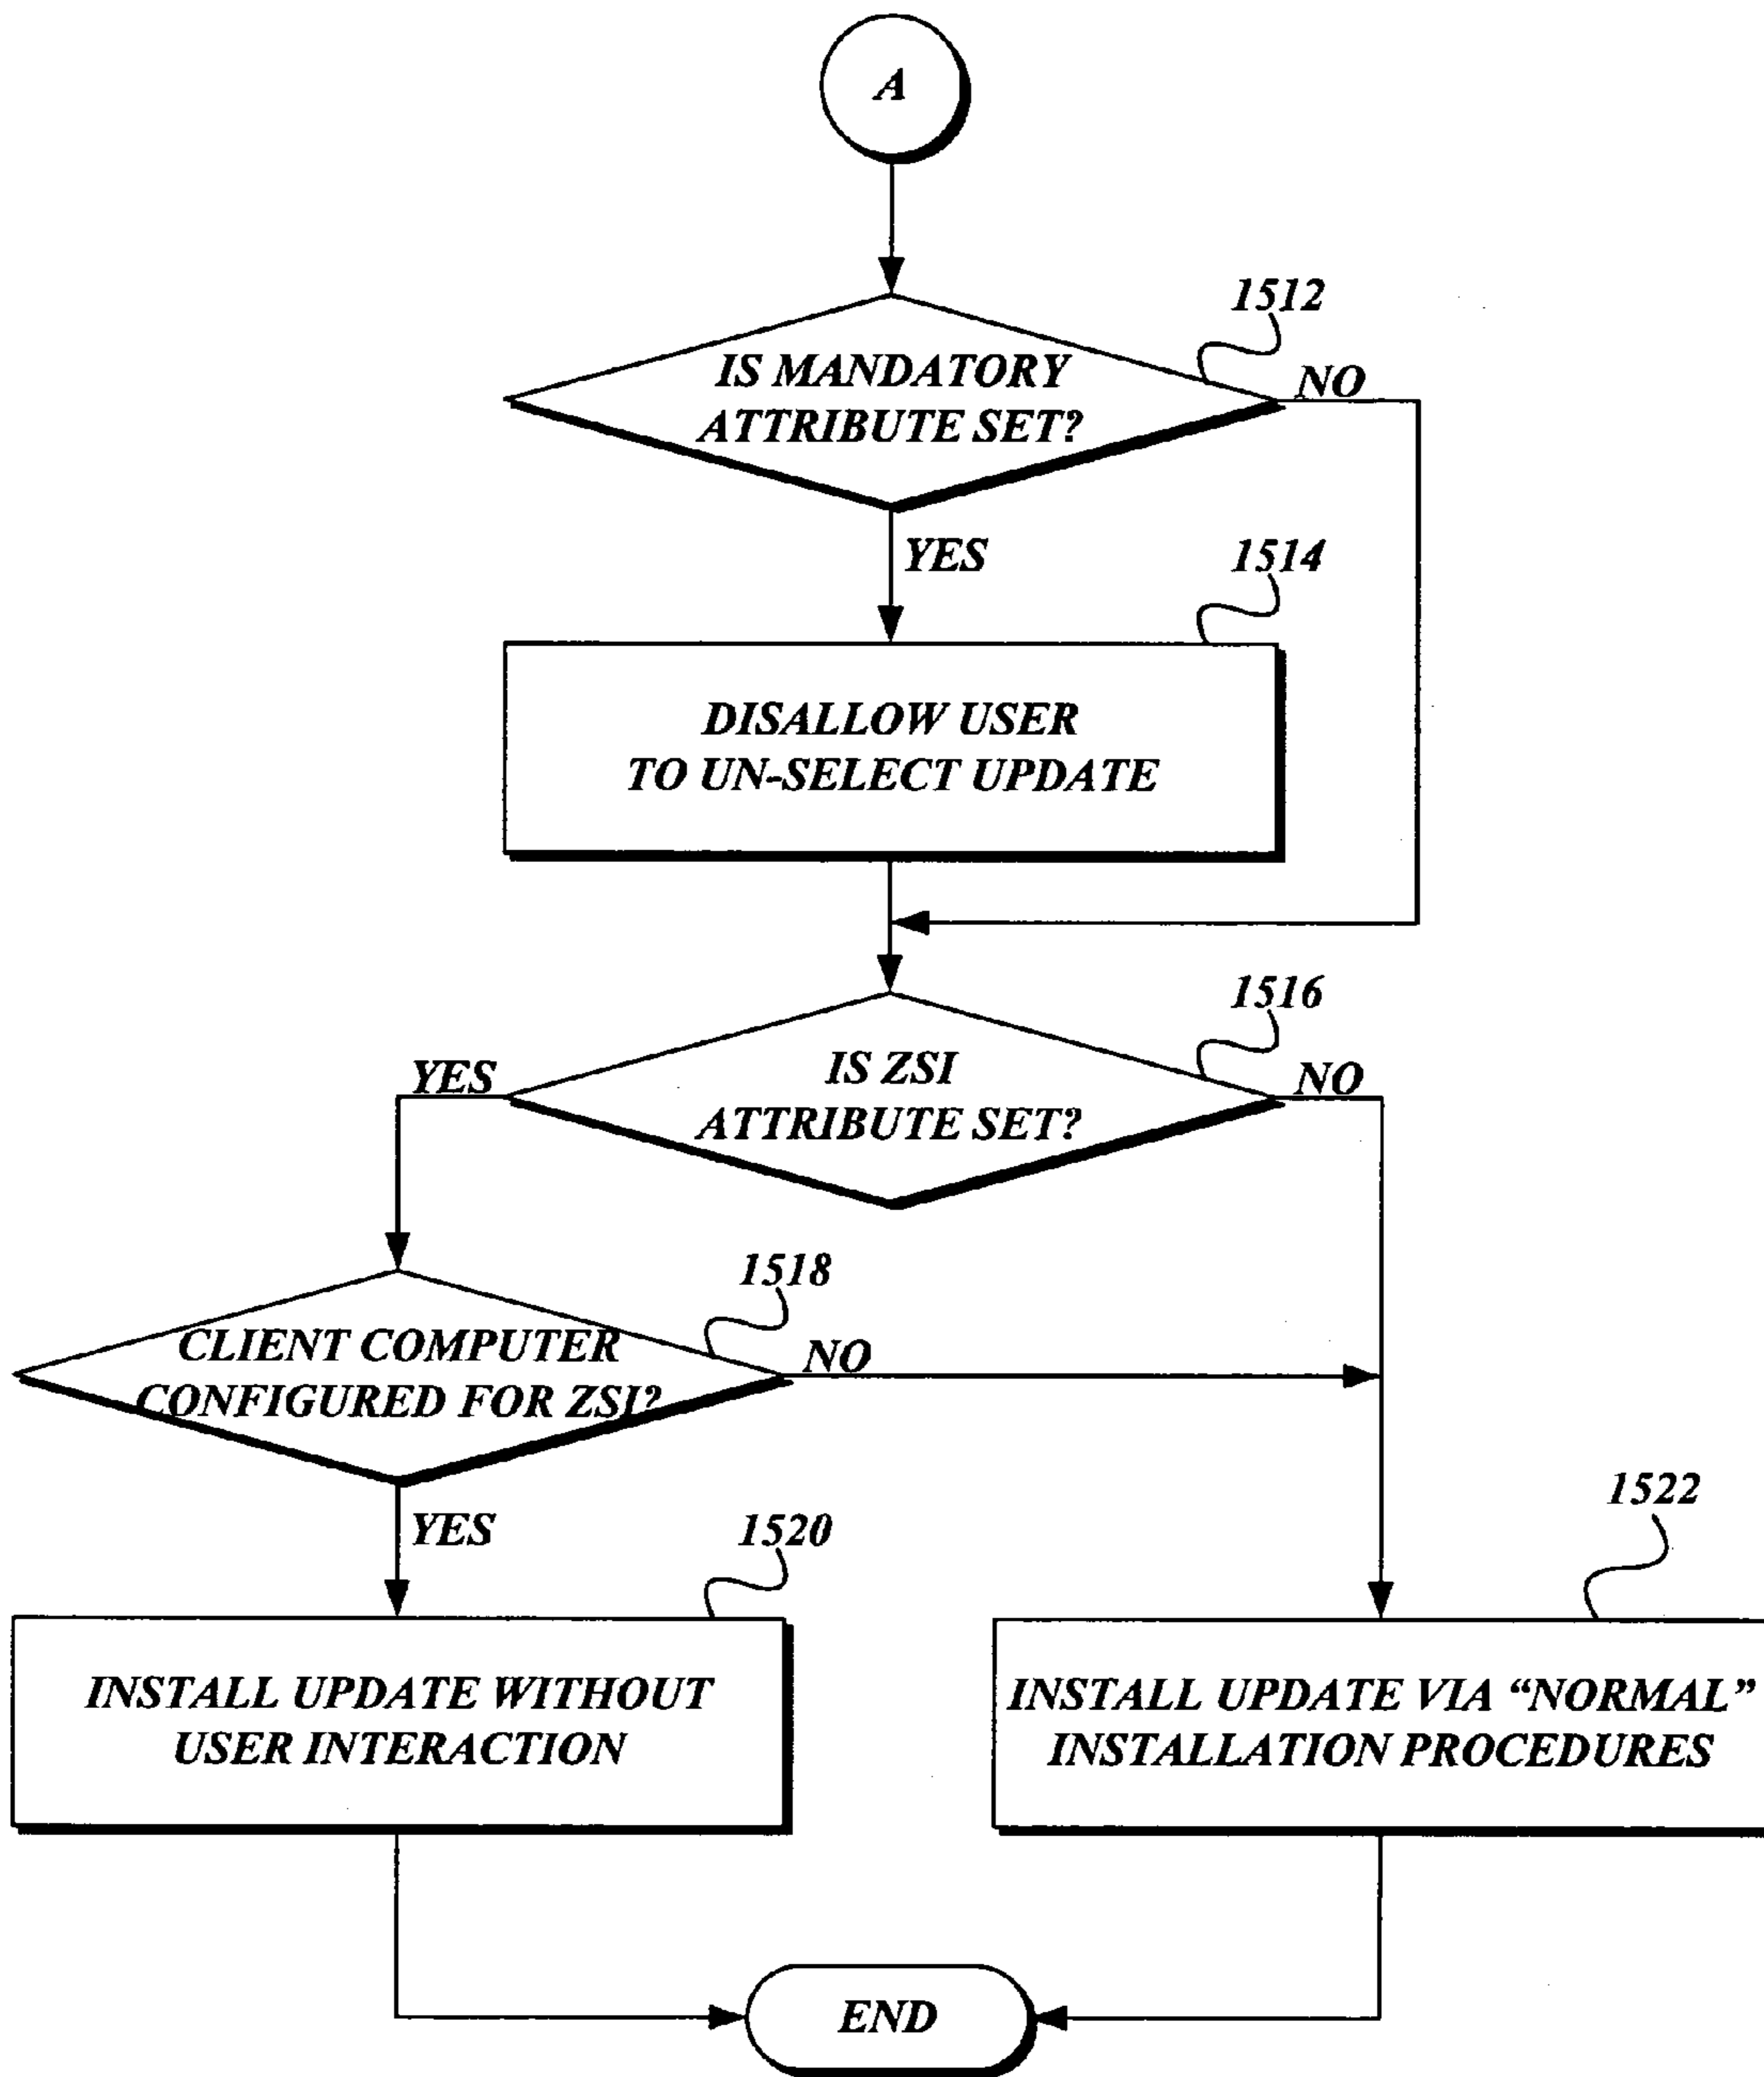 A
1512
IS MANDATORY
ATTRIBUTE SET?
NO
YES
1514
DISALLOW USER
TO UN-SELECT UPDATE
1516
IS ZSI
ATTRIBUTE SET?
YES
NO
1518
CLIENT COMPUTER
CONFIGURED FOR ZSI?
NO
YES
1520
1522
INSTALL UPDATE WITHOUT
USER INTERACTION
INSTALL UPDATE VIA “NORMAL”
INSTALLATION PROCEDURES
END